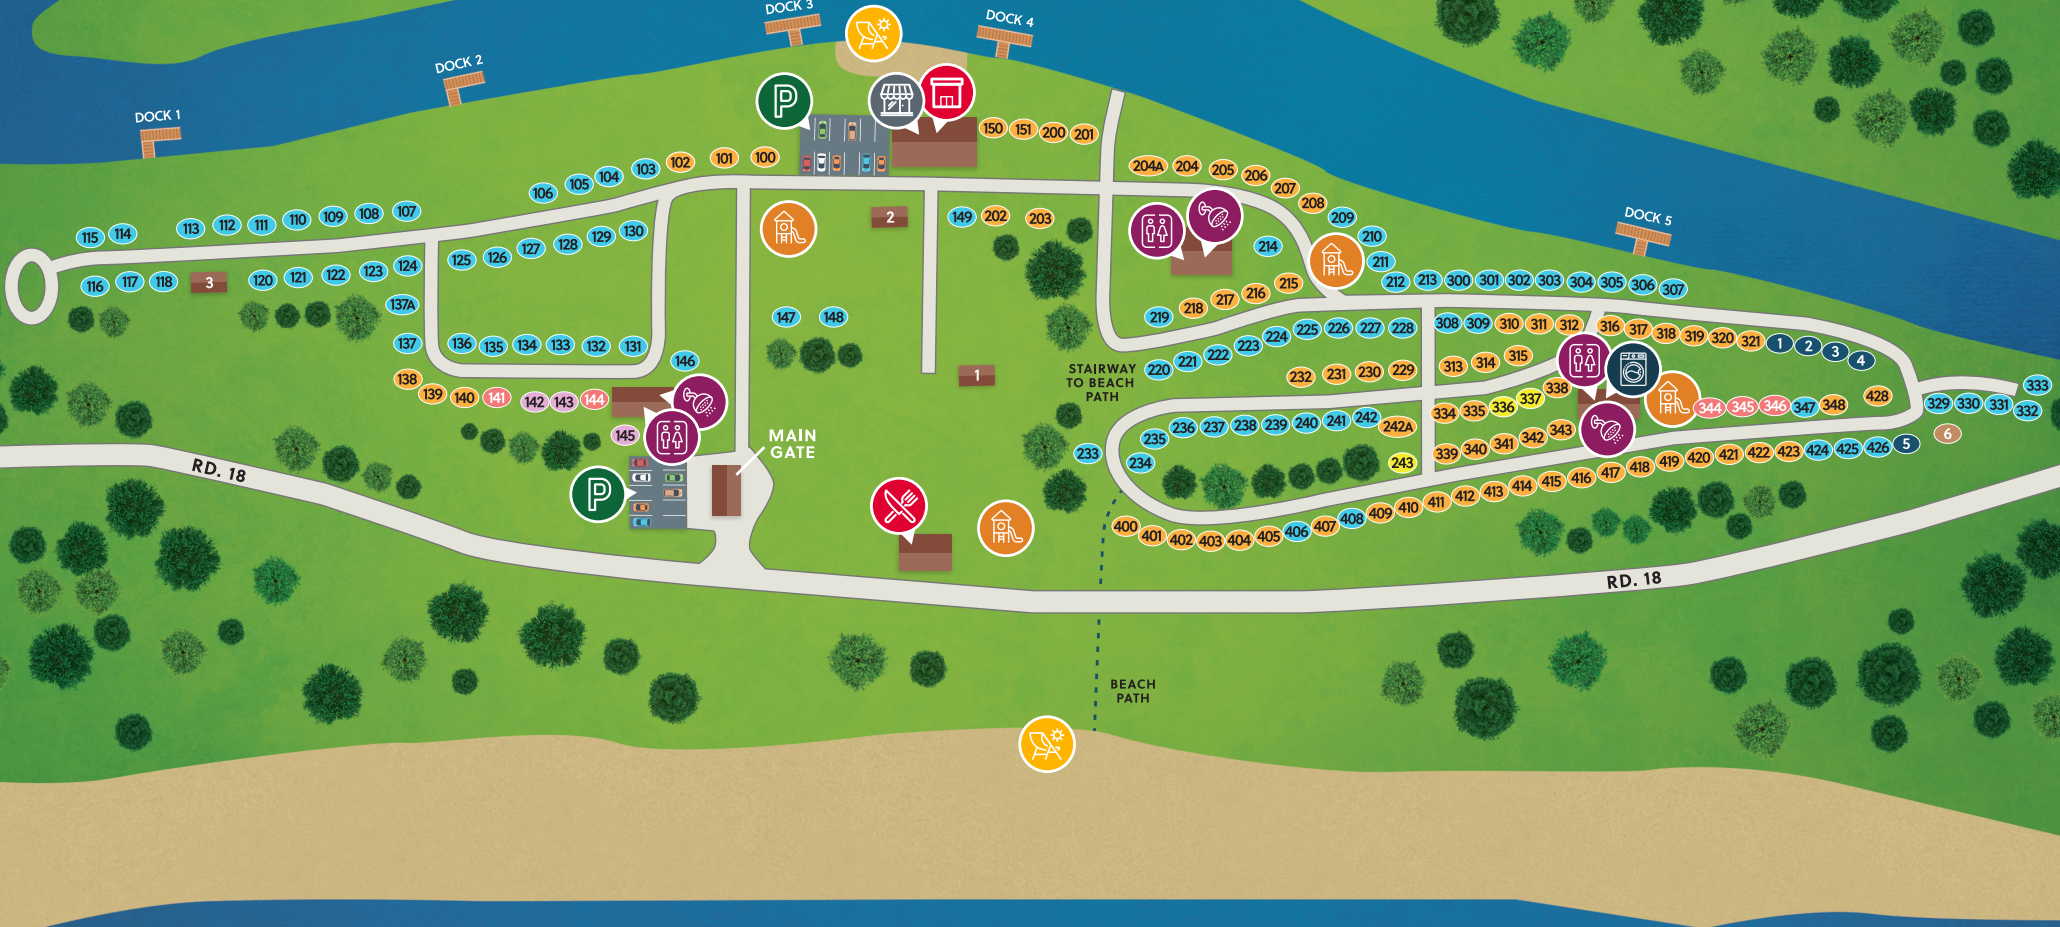 DOCK 1
DOCK 2
DOCK 3
DOCK 4
DOCK 5
P
150 151 200 201
106 105 104 103 102 101 100
204A 204 205 206 207 208 209 210 211
115 114 113 112 111 110 109 108 107
2
149 202 203
214
125 126 127 128 129 130
116 117 118 3 120 121 122 123 124
212 213 300 301 302 303 304 305 306 307
137A
147 148
219 218 217 216 215
137 136 135 134 133 132 131
220 221 222 223 224 225 226 227 228
308 309 310 311 312 316 317 318 319 320 321 1 2 3 4
146
1
STAIRWAY
TO BEACH
PATH
232 231 230 229
313 314 315
138 139 140 141 142 143 144
145
334 335 336 337 338
344 345 346 347 348 428
333
329 330 331 332
6
235 236 237 238 239 240 241 242 242A
233 234
243
339 340 341 342 343
MAIN
GATE
P
RD. 18
400 401 402 403 404 405 406 407 408 409 410 411 412 413 414 415 416 417 418 419 420 421 422 423 424 425 426 5
RD. 18
BEACH
PATH